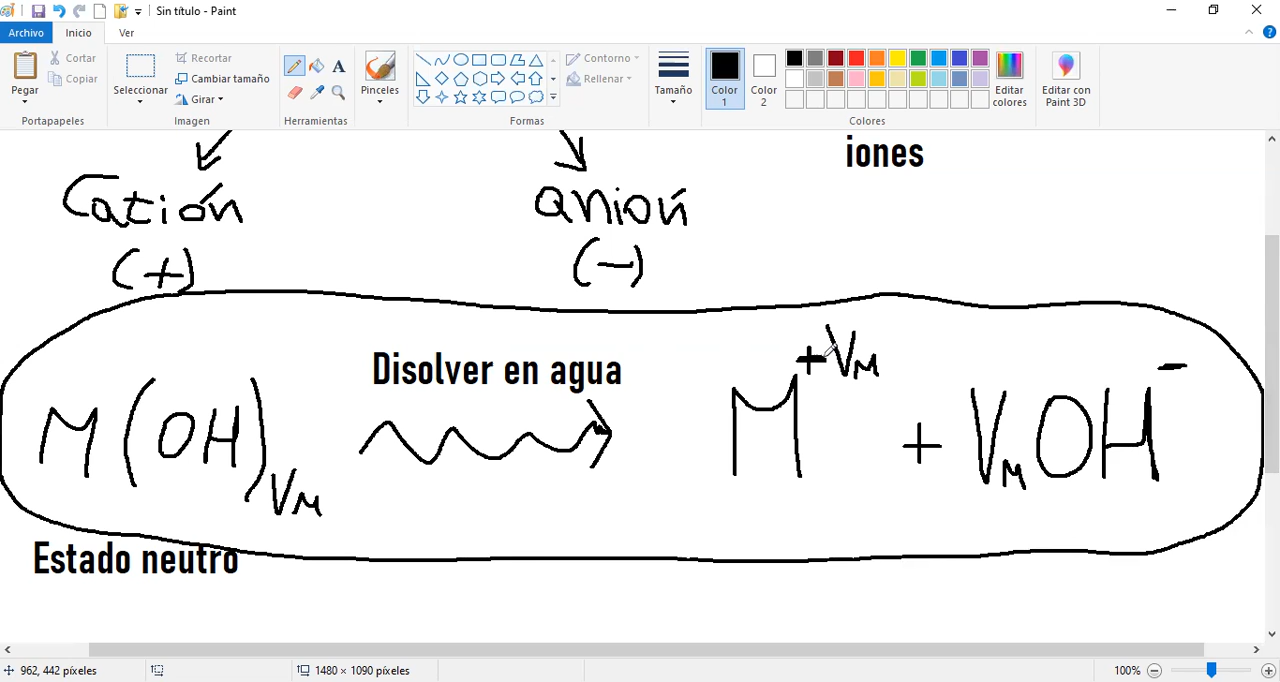 Sin título - Paint
Archivo Inicio Ver
Pegar Cortar Copiar
Seleccionar Recortar Cambiar tamaño Girar
A
Pinceles
Contorno Rellenar
Tamaño
Color 1
Color 2
Editar colores
Editar con Paint 3D
Portapapeles Imagen Herramientas Formas Colores
iones
Catión anión
(+) (-)
Disolver en agua
M(OH)VM M+VM + VMOH-
Estado neutro
962, 442 píxeles 1480 × 1090 píxeles 100%